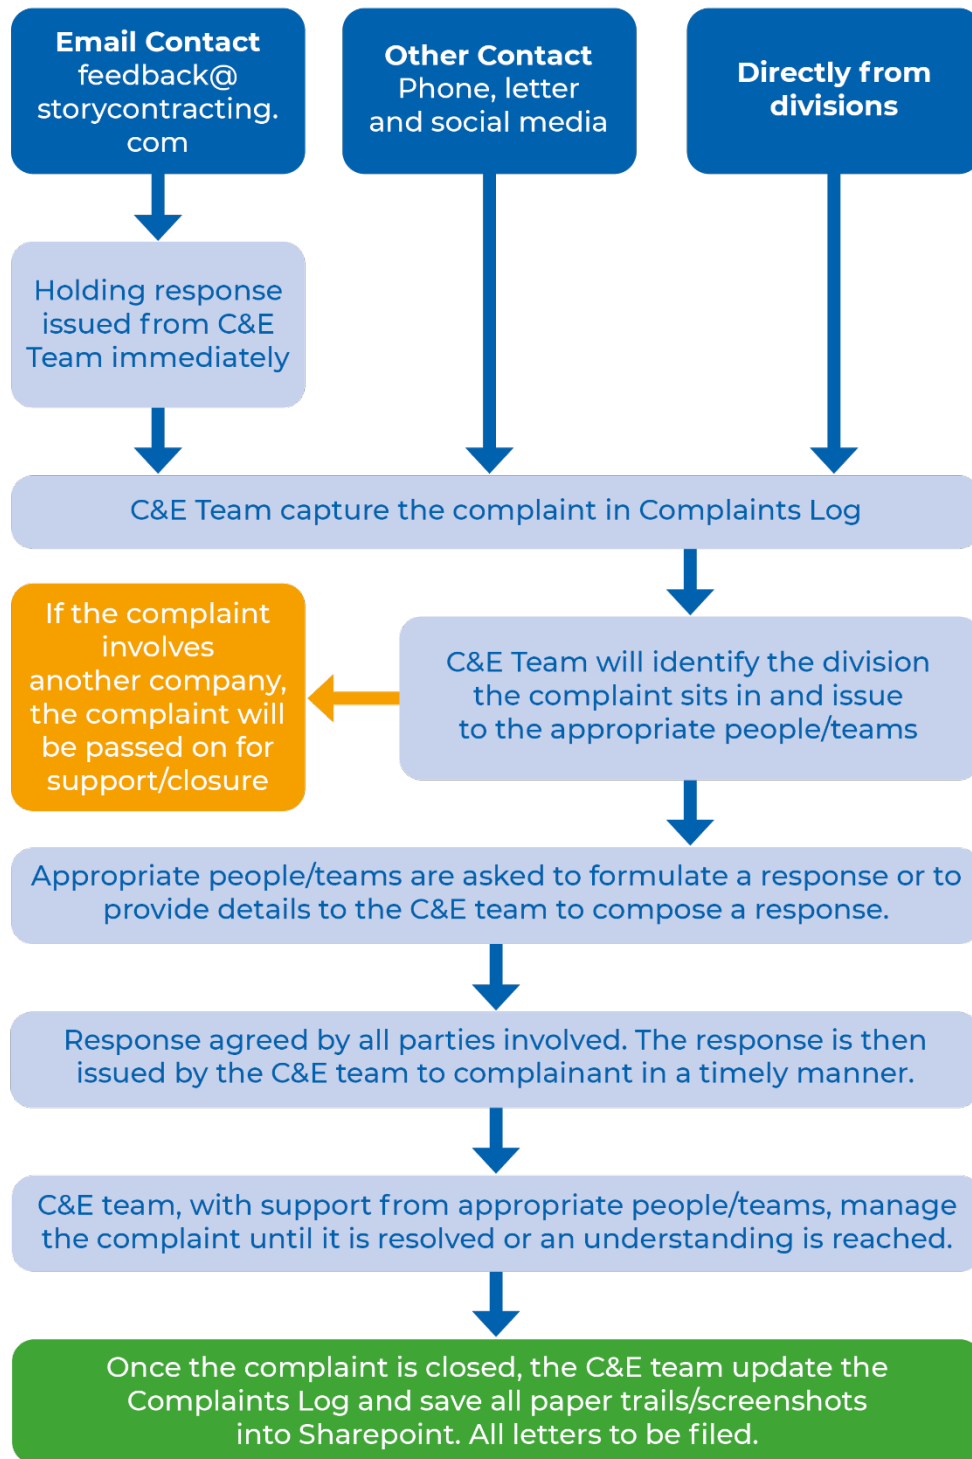 Email Contact
feedback@
storycontracting.
com
Other Contact
Phone, letter
and social media
Directly from
divisions
Holding response
issued from C&E
Team immediately
C&E Team capture the complaint in Complaints Log
If the complaint
involves
another company,
the complaint will
be passed on for
support/closure
C&E Team will identify the division
the complaint sits in and issue
to the appropriate people/teams
Appropriate people/teams are asked to formulate a response or to
provide details to the C&E team to compose a response.
Response agreed by all parties involved. The response is then
issued by the C&E team to complainant in a timely manner.
C&E team, with support from appropriate people/teams, manage
the complaint until it is resolved or an understanding is reached.
Once the complaint is closed, the C&E team update the
Complaints Log and save all paper trails/screenshots
into Sharepoint. All letters to be filed.